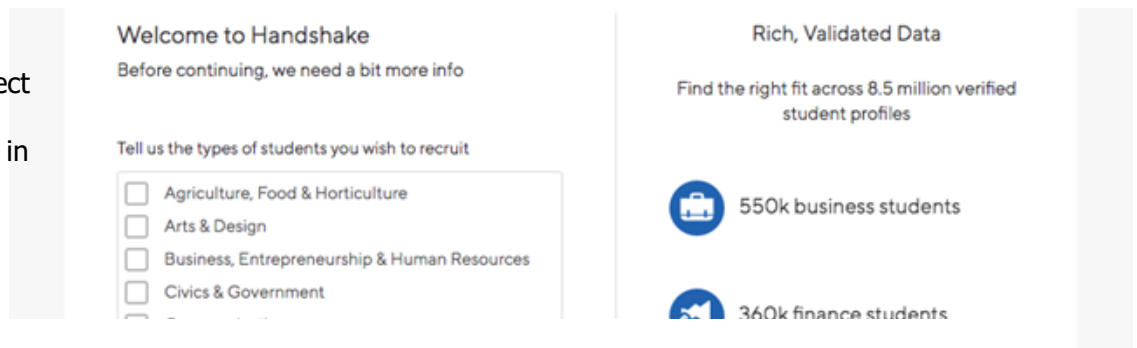 ect
in
Welcome to Handshake
Before continuing, we need a bit more info
Tell us the types of students you wish to recruit
Agriculture, Food & Horticulture
Arts & Design
Business, Entrepreneurship & Human Resources
Civics & Government
Rich, Validated Data
Find the right fit across 8.5 million verified
student profiles
550k business students
360k finance students